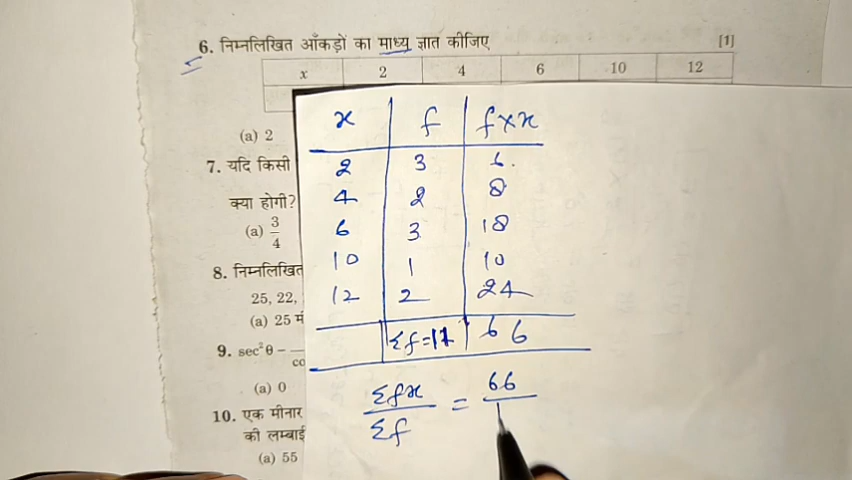 6. निम्नलिखित आँकड़ों का माध्य ज्ञात कीजिए [1]
x 2 4 6 10 12
(a) 2
7. यदि किसी
क्या होगी?
(a) 3/4
8. निम्नलिखित
25, 22,
(a) 25
9. sec²θ −
(a) 0
10. एक मीनार
की लम्बाई
(a) 55
x f f×x
2 3 6
4 2 8
6 3 18
10 1 10
12 2 24
Σf=11 66
Σfx/Σf = 66/